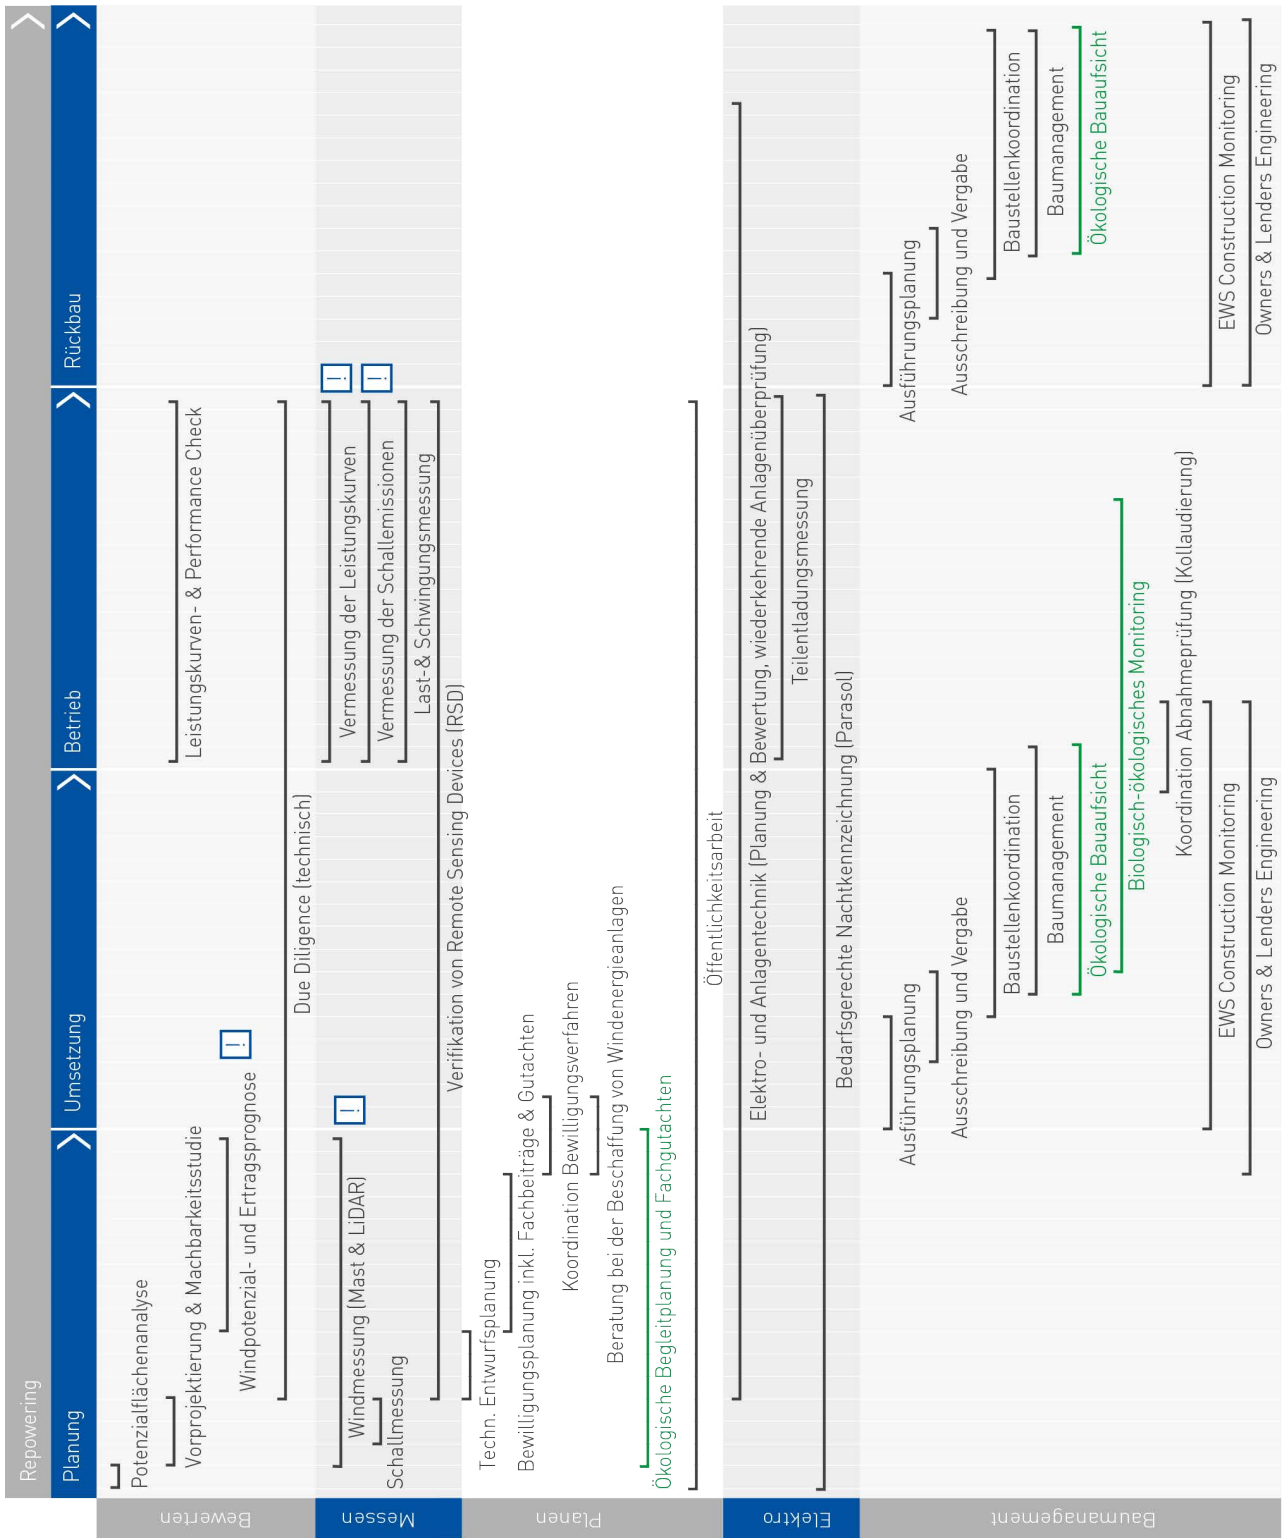 Repowering
Planung
Umsetzung
Betrieb
Rückbau
Bewerten
Potenzialflächenanalyse
Vorprojektierung & Machbarkeitsstudie
Windpotenzial- und Ertragsprognose
i
Leistungskurven- & Performance Check
Due Diligence (technisch)
Messen
Windmessung (Mast & LiDAR)
i
Schallmessung
Vermessung der Leistungskurven
i
Vermessung der Schallemissionen
i
Last-& Schwingungsmessung
Verifikation von Remote Sensing Devices (RSD)
Planen
Techn. Entwurfsplanung
Bewilligungsplanung inkl. Fachbeiträge & Gutachten
Koordination Bewilligungsverfahren
Beratung bei der Beschaffung von Windenergieanlagen
Ökologische Begleitplanung und Fachgutachten
Öffentlichkeitsarbeit
Elektro
Elektro- und Anlagentechnik (Planung & Bewertung, wiederkehrende Anlagenüberprüfung)
Teilentladungsmessung
Bedarfsgerechte Nachtkennzeichnung (Parasol)
Baumanagement
Ausführungsplanung
Ausführungsplanung
Ausschreibung und Vergabe
Ausschreibung und Vergabe
Baustellenkoordination
Baustellenkoordination
Baumanagement
Baumanagement
Ökologische Bauaufsicht
Ökologische Bauaufsicht
Biologisch-ökologisches Monitoring
Koordination Abnahmeprüfung (Kollaudierung)
EWS Construction Monitoring
EWS Construction Monitoring
Owners & Lenders Engineering
Owners & Lenders Engineering